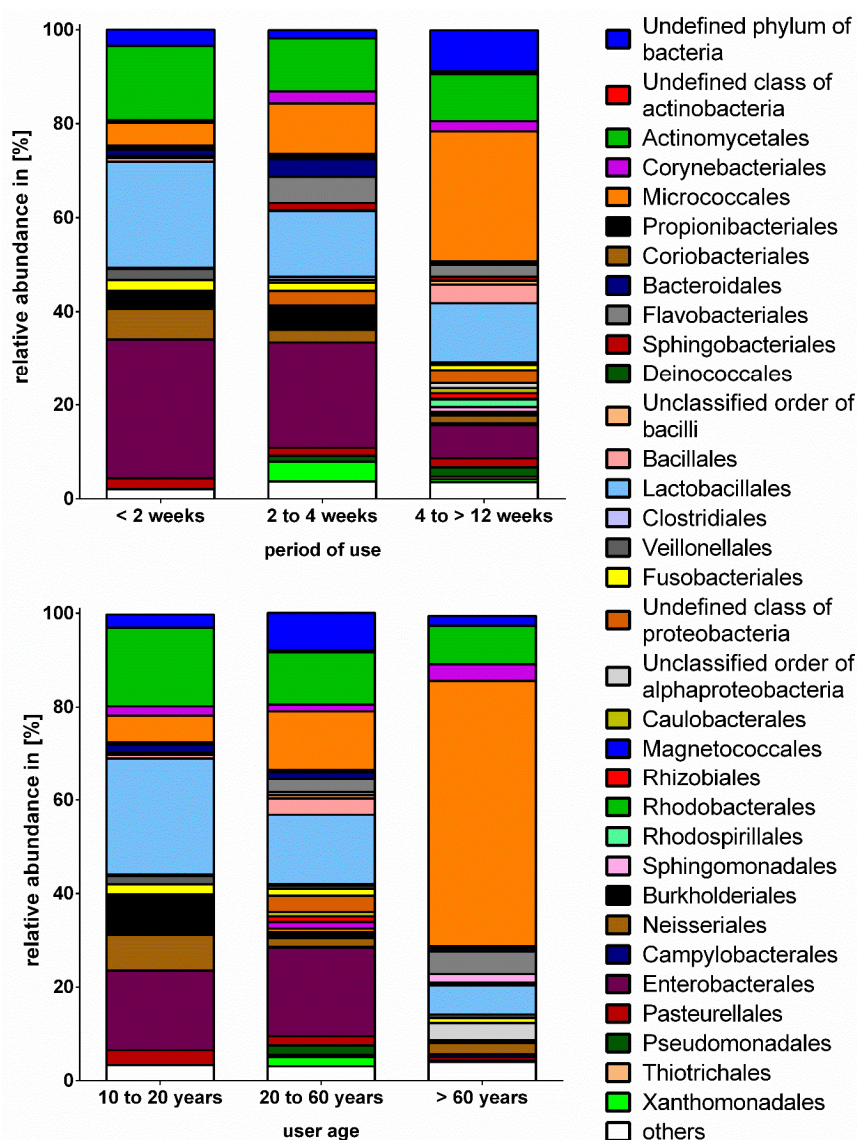 relative abundance in [%]
100
80
60
40
20
0
< 2 weeks
2 to 4 weeks
4 to > 12 weeks
period of use
relative abundance in [%]
100
80
60
40
20
0
10 to 20 years
20 to 60 years
> 60 years
user age
Undefined phylum of
bacteria
Undefined class of
actinobacteria
Actinomycetales
Corynebacteriales
Micrococcales
Propionibacteriales
Coriobacteriales
Bacteroidales
Flavobacteriales
Sphingobacteriales
Deinococcales
Unclassified order of
bacilli
Bacillales
Lactobacillales
Clostridiales
Veillonellales
Fusobacteriales
Undefined class of
proteobacteria
Unclassified order of
alphaproteobacteria
Caulobacterales
Magnetococcales
Rhizobiales
Rhodobacterales
Rhodospirillales
Sphingomonadales
Burkholderiales
Neisseriales
Campylobacterales
Enterobacterales
Pasteurellales
Pseudomonadales
Thiotrichales
Xanthomonadales
others